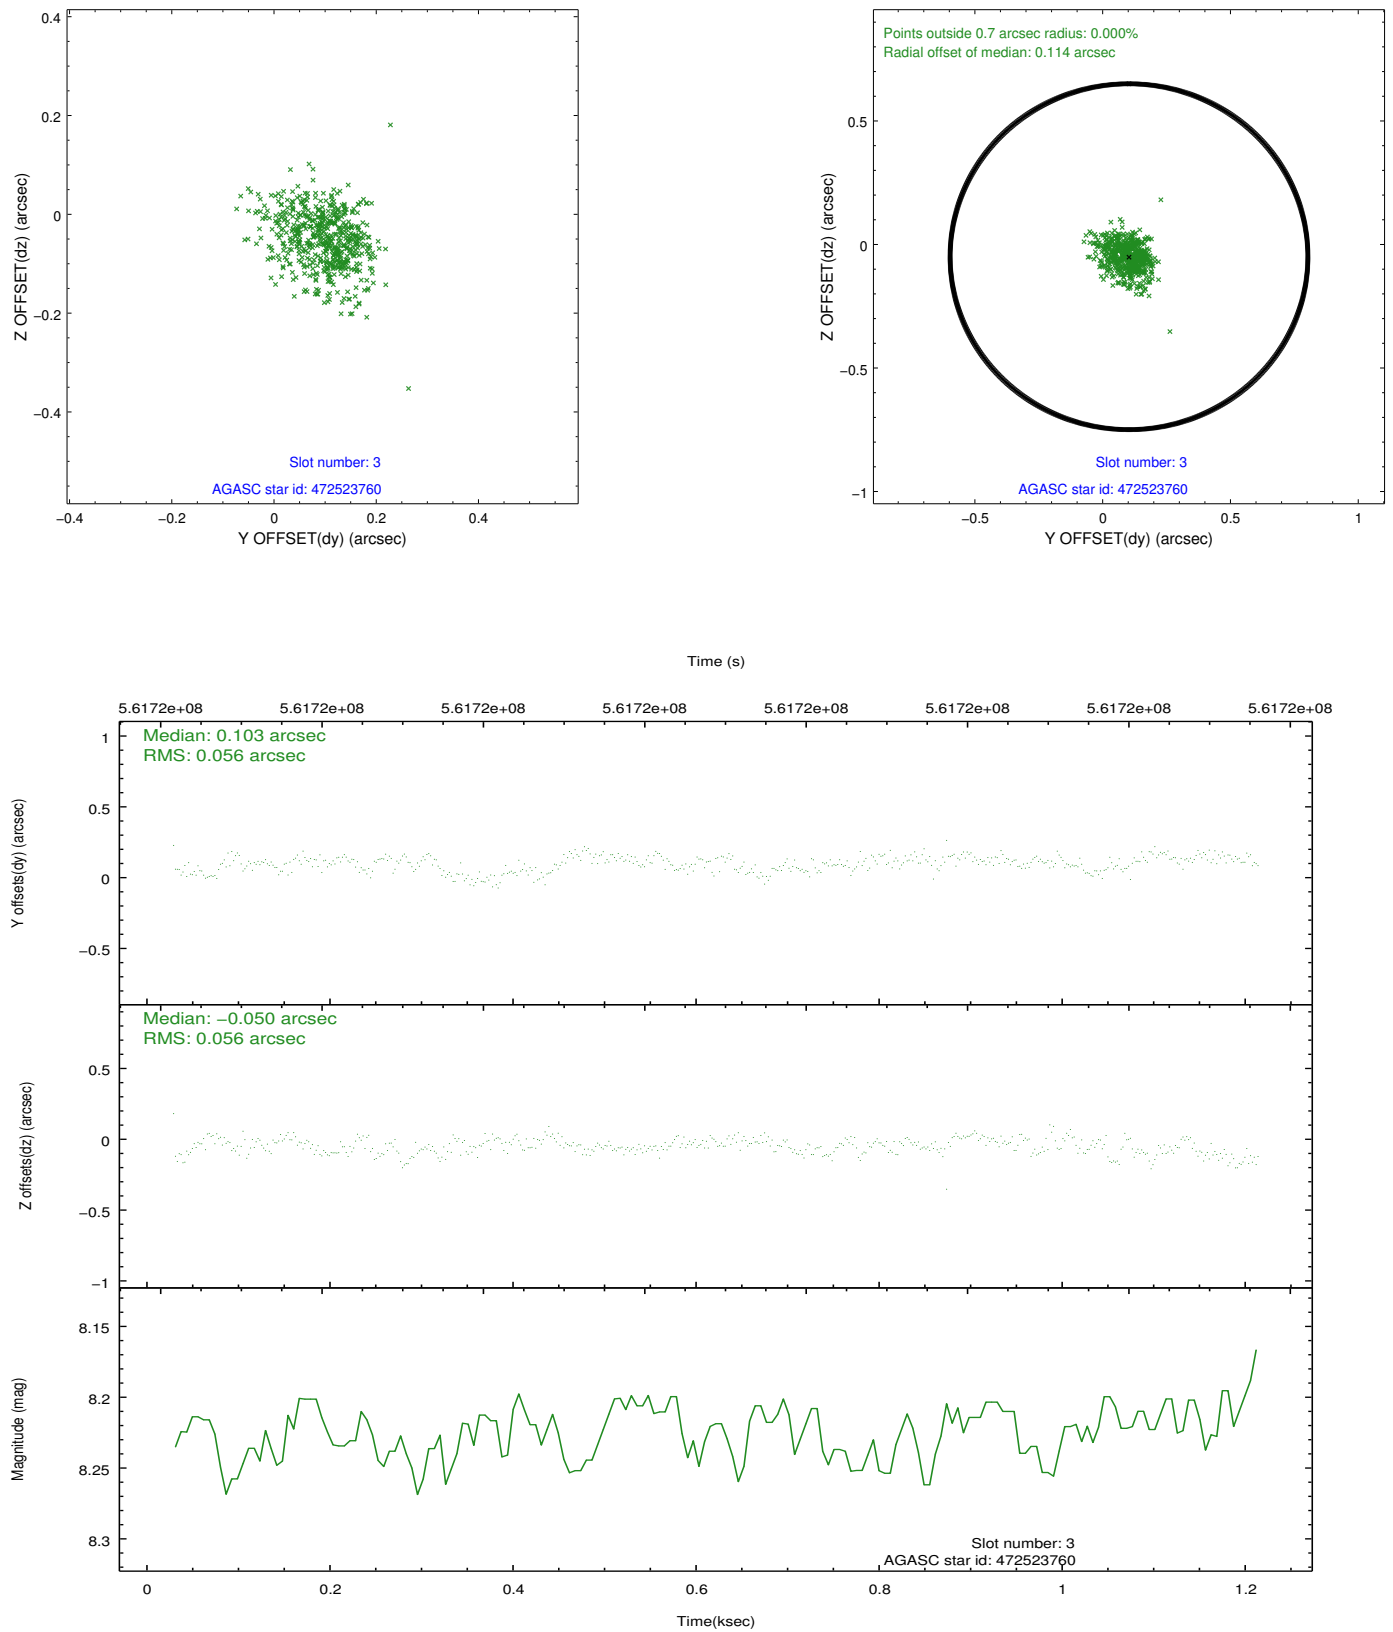 0.4
0.2
0
−0.2
−0.4
Z OFFSET(dz) (arcsec)
Slot number: 3
AGASC star id: 472523760
−0.4 −0.2 0 0.2 0.4
Y OFFSET(dy) (arcsec)
Points outside 0.7 arcsec radius: 0.000%
Radial offset of median: 0.114 arcsec
0.5
0
−0.5
−1
Z OFFSET(dz) (arcsec)
Slot number: 3
AGASC star id: 472523760
−0.5 0 0.5 1
Y OFFSET(dy) (arcsec)
Time (s)
5.6172e+08 5.6172e+08 5.6172e+08 5.6172e+08 5.6172e+08 5.6172e+08 5.6172e+08 5.6172e+08
Median: 0.103 arcsec
RMS: 0.056 arcsec
1
0.5
0
−0.5
Y offsets(dy) (arcsec)
Median: −0.050 arcsec
RMS: 0.056 arcsec
0.5
0
−0.5
−1
Z offsets(dz) (arcsec)
8.15
8.2
8.25
8.3
Magnitude (mag)
Slot number: 3
AGASC star id: 472523760
0 0.2 0.4 0.6 0.8 1 1.2
Time(ksec)